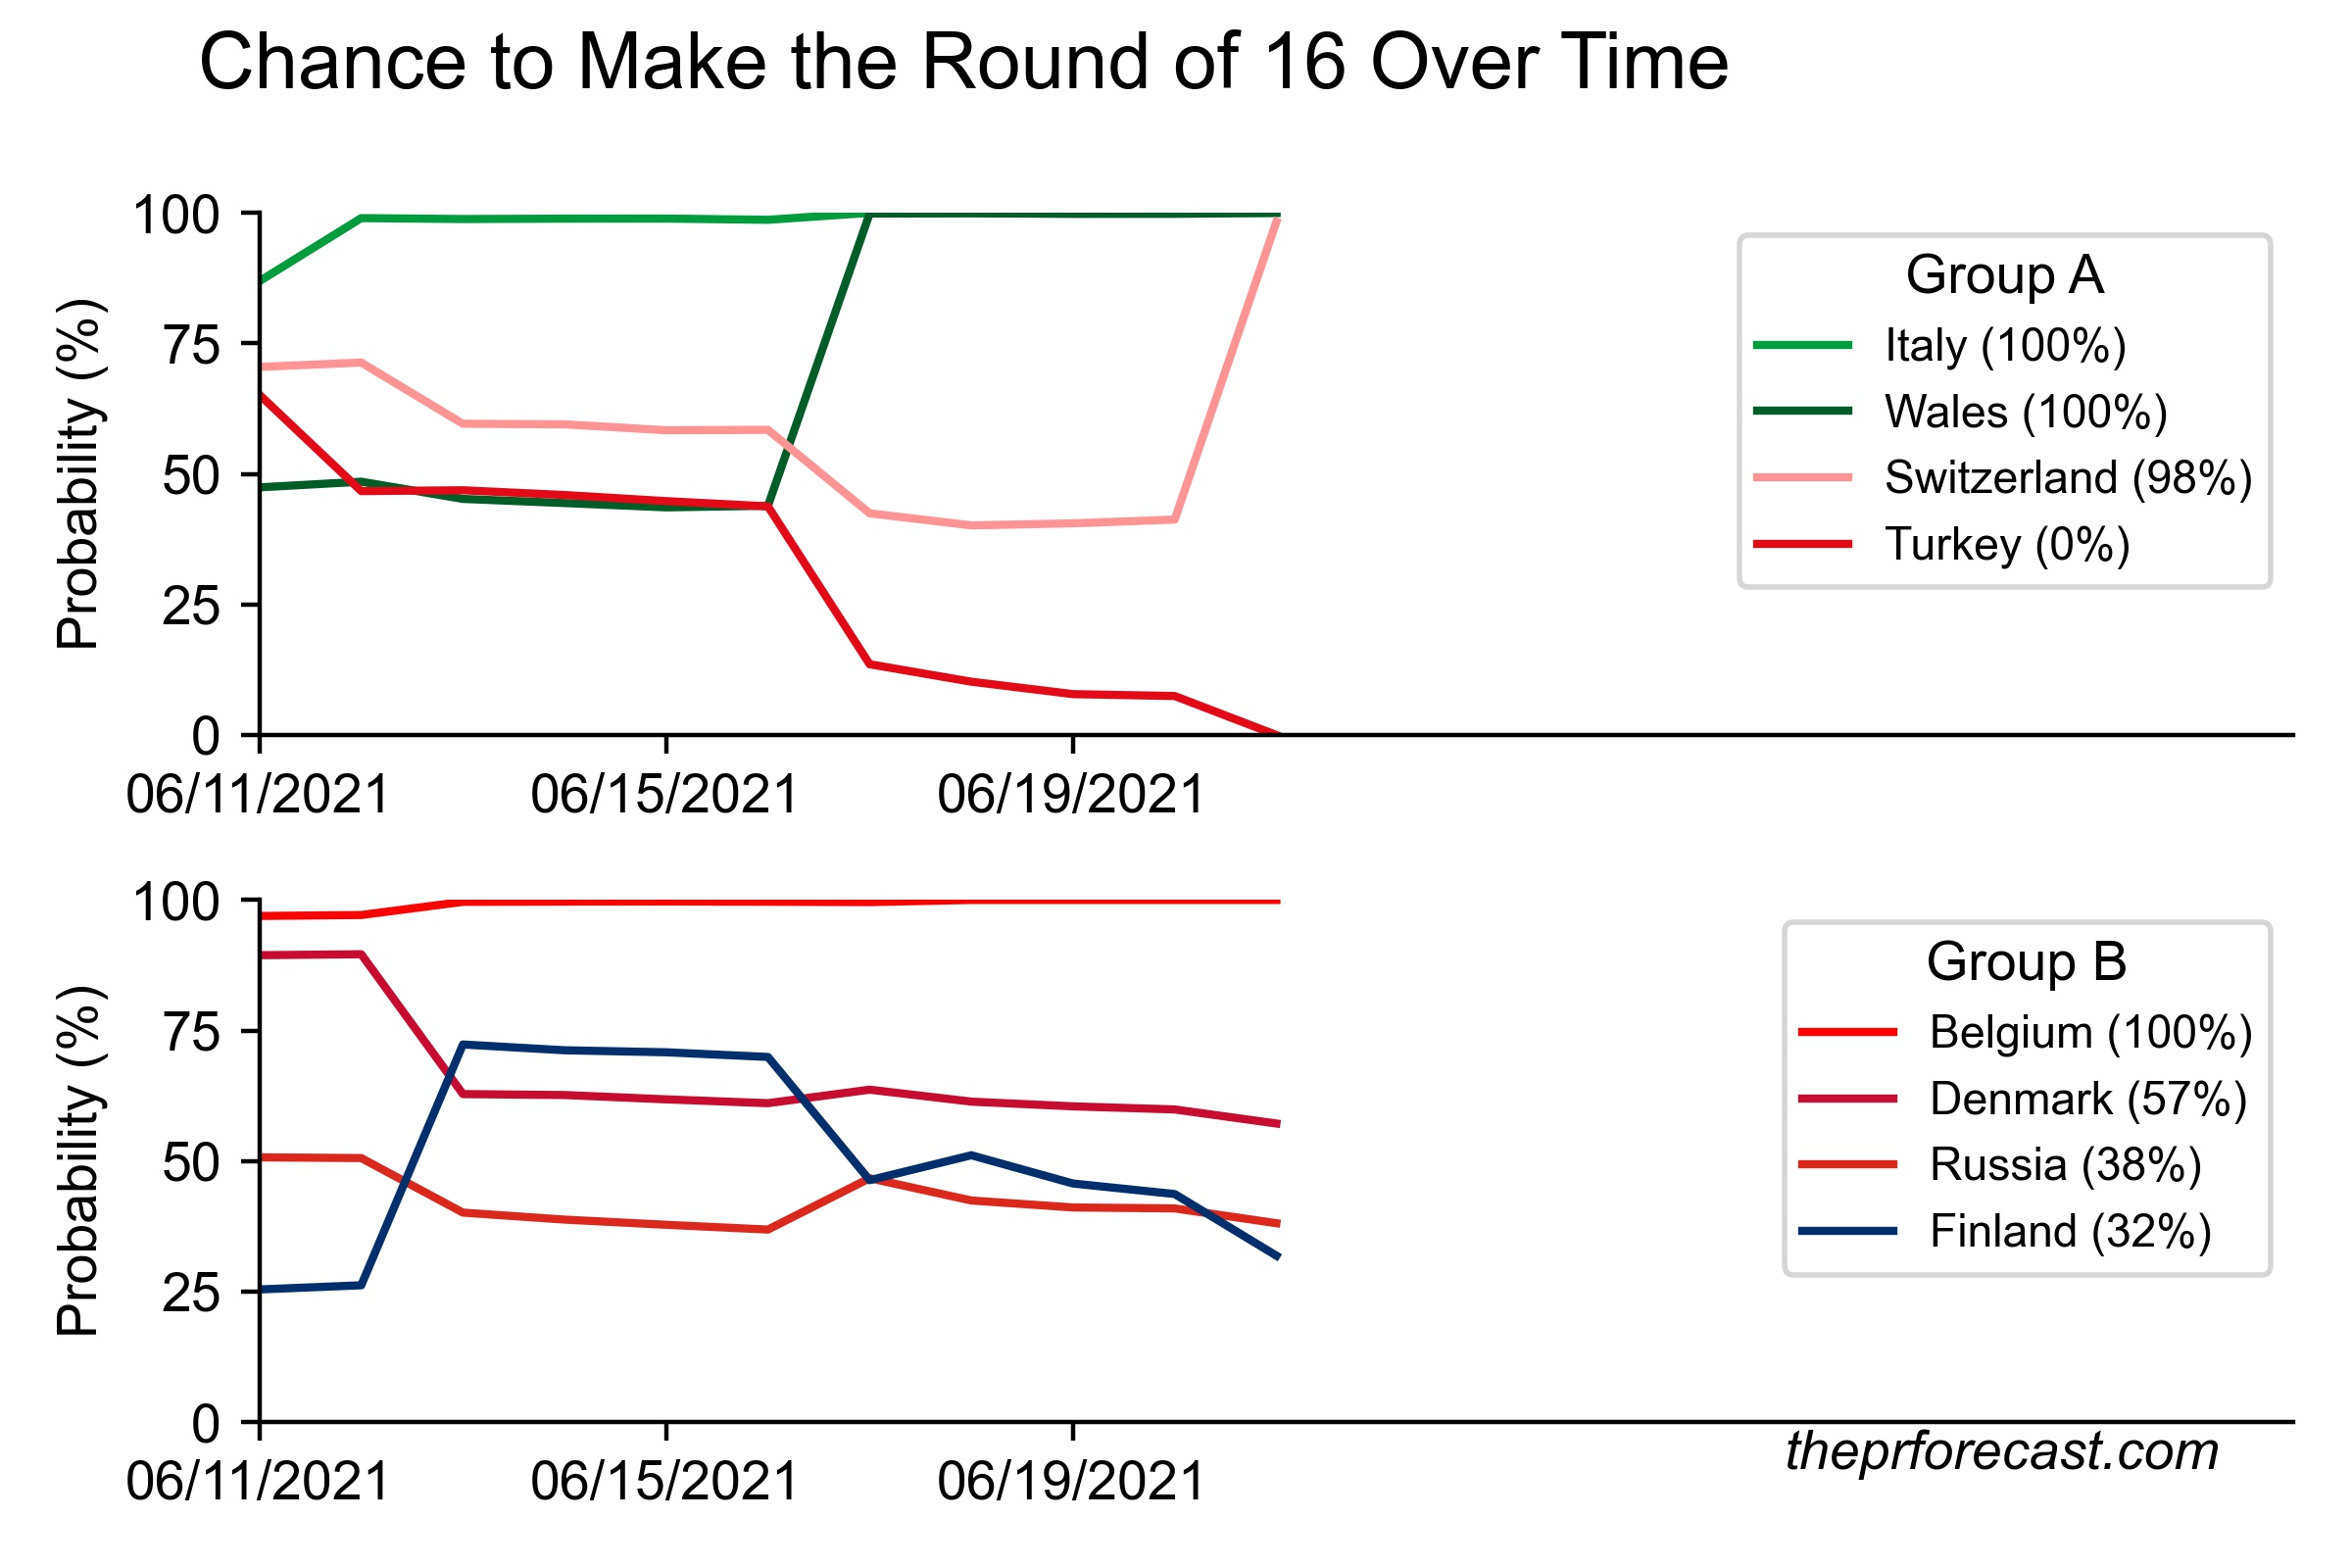 Chance to Make the Round of 16 Over Time
Probability (%)
100
75
50
25
0
06/11/2021
06/15/2021
06/19/2021
Group A
Italy (100%)
Wales (100%)
Switzerland (98%)
Turkey (0%)
Probability (%)
100
75
50
25
0
06/11/2021
06/15/2021
06/19/2021
Group B
Belgium (100%)
Denmark (57%)
Russia (38%)
Finland (32%)
theprforecast.com